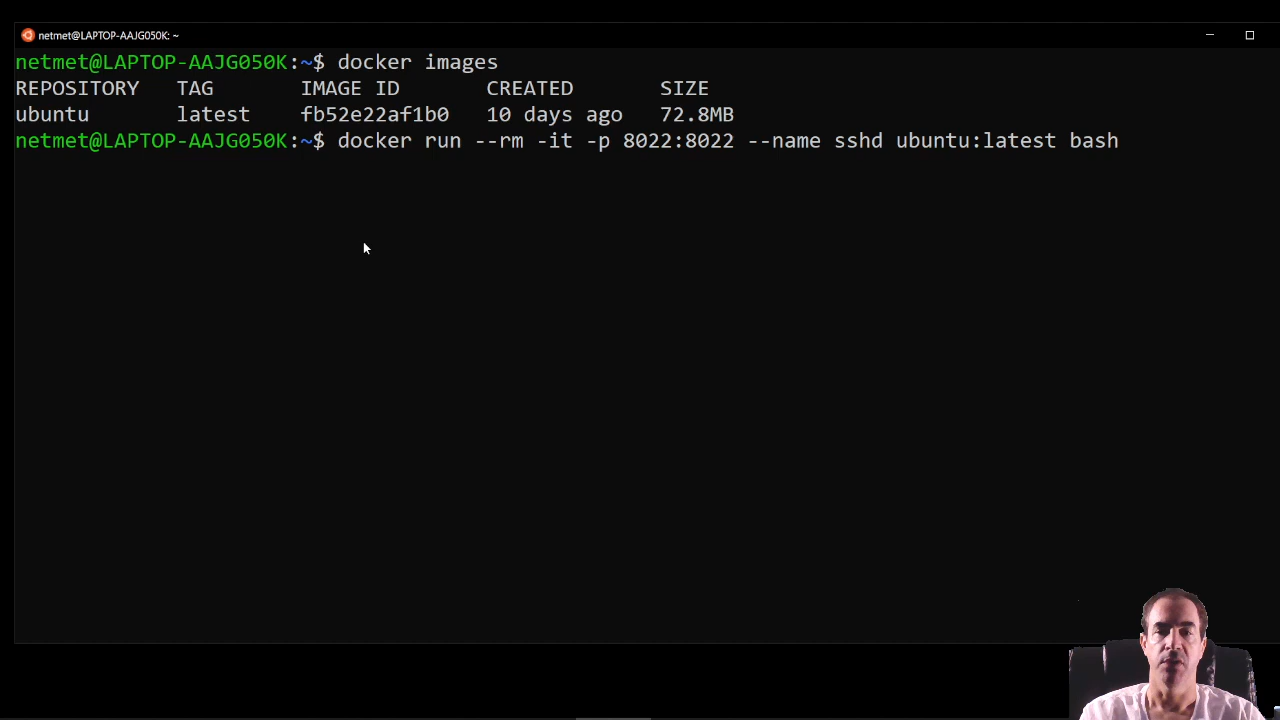 netmet@LAPTOP-AAJG050K: ~
netmet@LAPTOP-AAJG050K:~$ docker images
REPOSITORY TAG IMAGE ID CREATED SIZE
ubuntu latest fb52e22af1b0 10 days ago 72.8MB
netmet@LAPTOP-AAJG050K:~$ docker run --rm -it -p 8022:8022 --name sshd ubuntu:latest bash